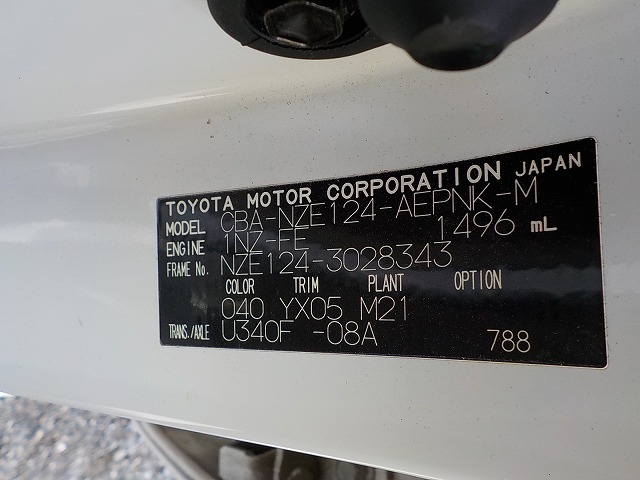 TOYOTA MOTOR CORPORATION JAPAN
MODEL CBA-NZE124-AEPNK-M
ENGINE 1NZ-FE 1496 mL
FRAME No. NZE124-3028343
COLOR TRIM PLANT OPTION
040 YX05 M21
TRANS./AXLE U340F -08A 788